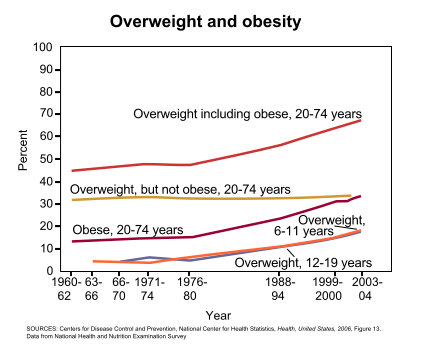 Overweight and obesity
100
90
80
70
60
50
40
30
20
10
0
Percent
Overweight including obese, 20-74 years
Overweight, but not obese, 20-74 years
Obese, 20-74 years
Overweight,
6-11 years
Overweight, 12-19 years
1960-
62
63-
66
66-
70
1971-
74
1976-
80
1988-
94
1999-
2000
2003-
04
Year
SOURCES: Centers for Disease Control and Prevention, National Center for Health Statistics, Health, United States, 2006, Figure 13.
Data from National Health and Nutrition Examination Survey